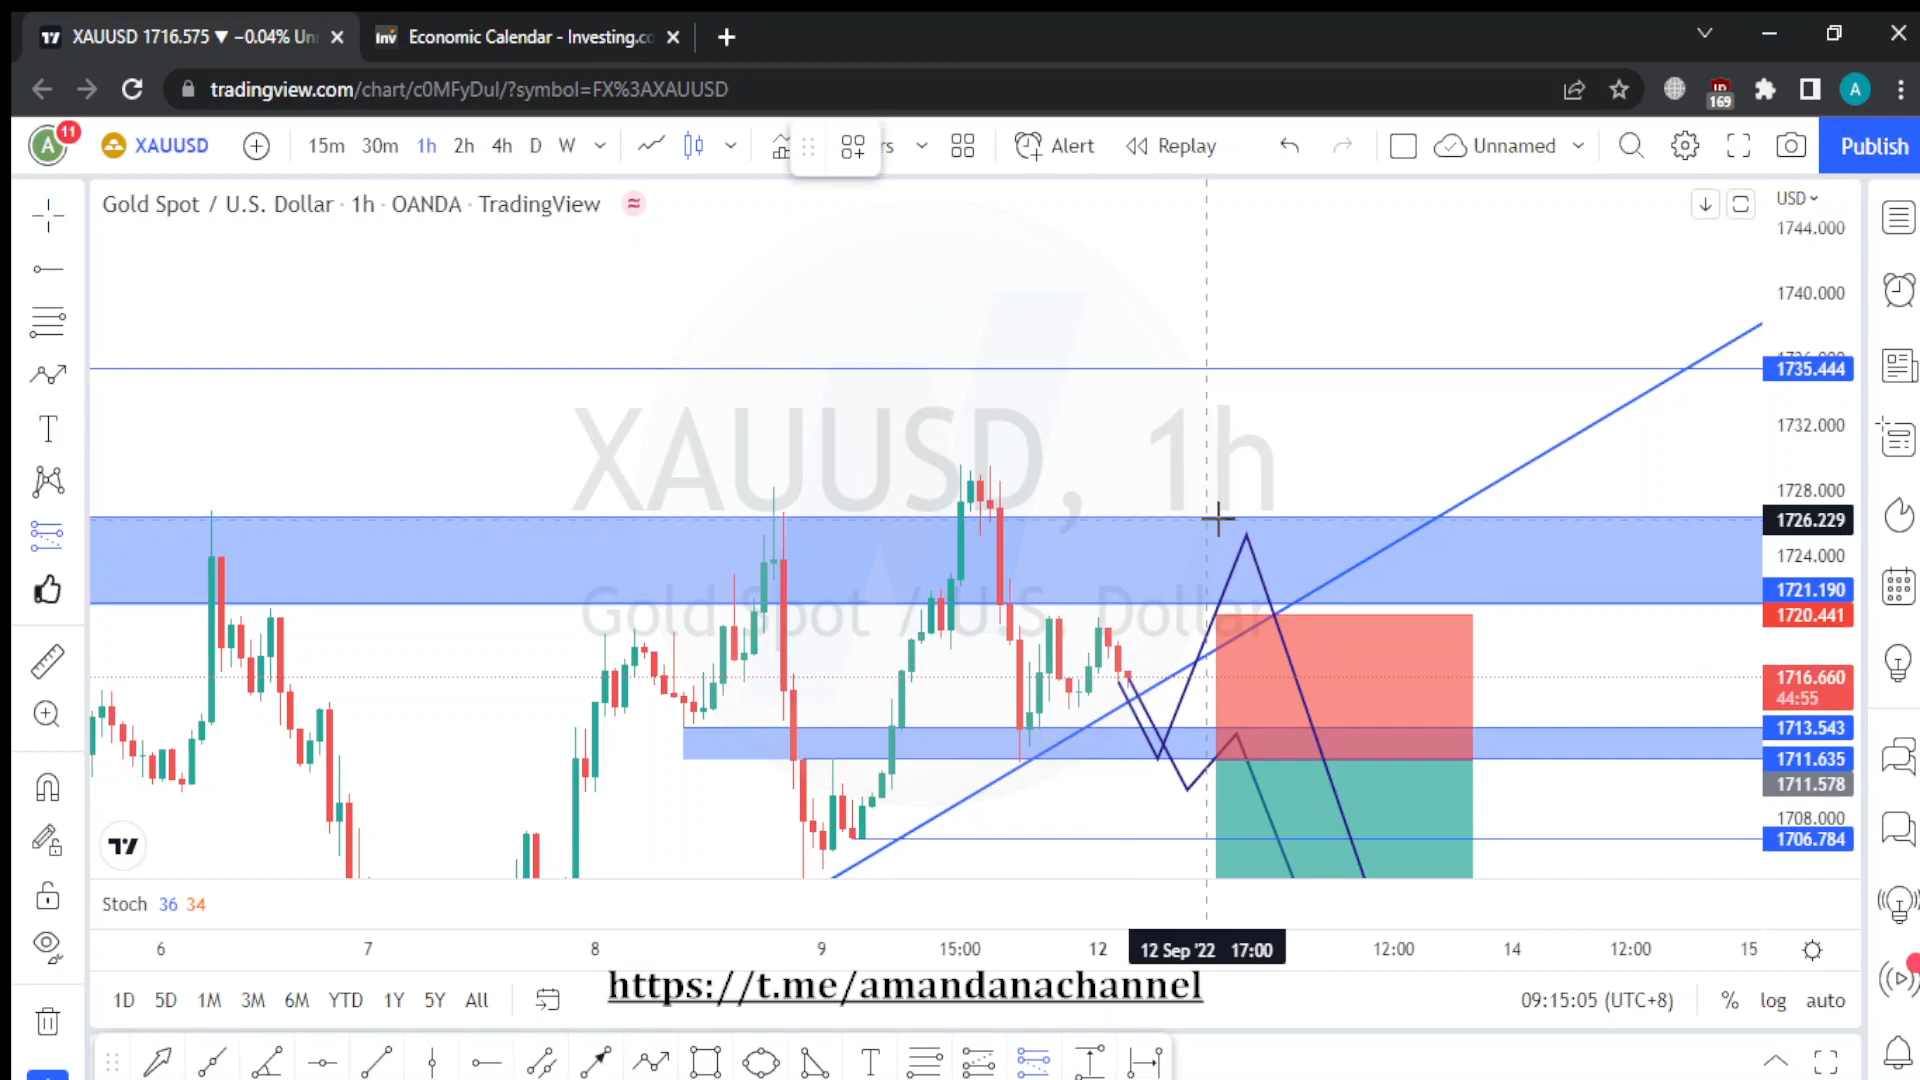 XAUUSD 1716.575 ▼ −0.04% Un
Economic Calendar - Investing.co
tradingview.com/chart/c0MFyDul/?symbol=FX%3AXAUUSD
169
A
A
11
XAUUSD
15m 30m 1h 2h 4h D W
rs
Alert
Replay
Unnamed
Publish
Gold Spot / U.S. Dollar · 1h · OANDA · TradingView
USD
1744.000
1740.000
1735.444
1732.000
1728.000
1726.229
1724.000
1721.190
1720.441
1716.660
44:55
1713.543
1711.635
1711.578
1708.000
1706.784
XAUUSD, 1h
Gold Spot / U.S. Dollar
Stoch 36 34
6 7 8 9 15:00 12 12 Sep '22 17:00 12:00 14 12:00 15
1D 5D 1M 3M 6M YTD 1Y 5Y All
https://t.me/amandanachannel
09:15:05 (UTC+8) % log auto